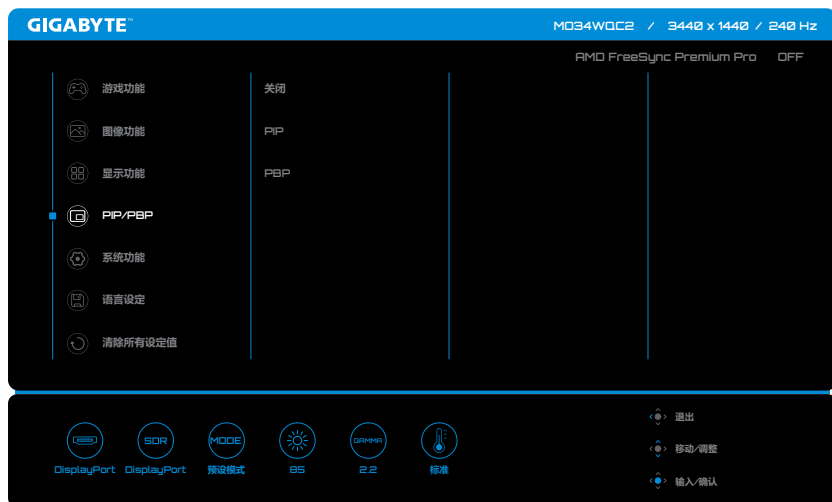 GIGABYTE™
MO34WQC2 / 3440 x 1440 / 240 Hz
AMD FreeSync Premium Pro OFF
游戏功能 关闭
图像功能 PIP
显示功能 PBP
PIP/PBP
系统功能
语言设定
清除所有设定值
SDR MODE GAMMA
DisplayPort DisplayPort 预设模式 85 2.2 标准
退出
移动/调整
输入/确认